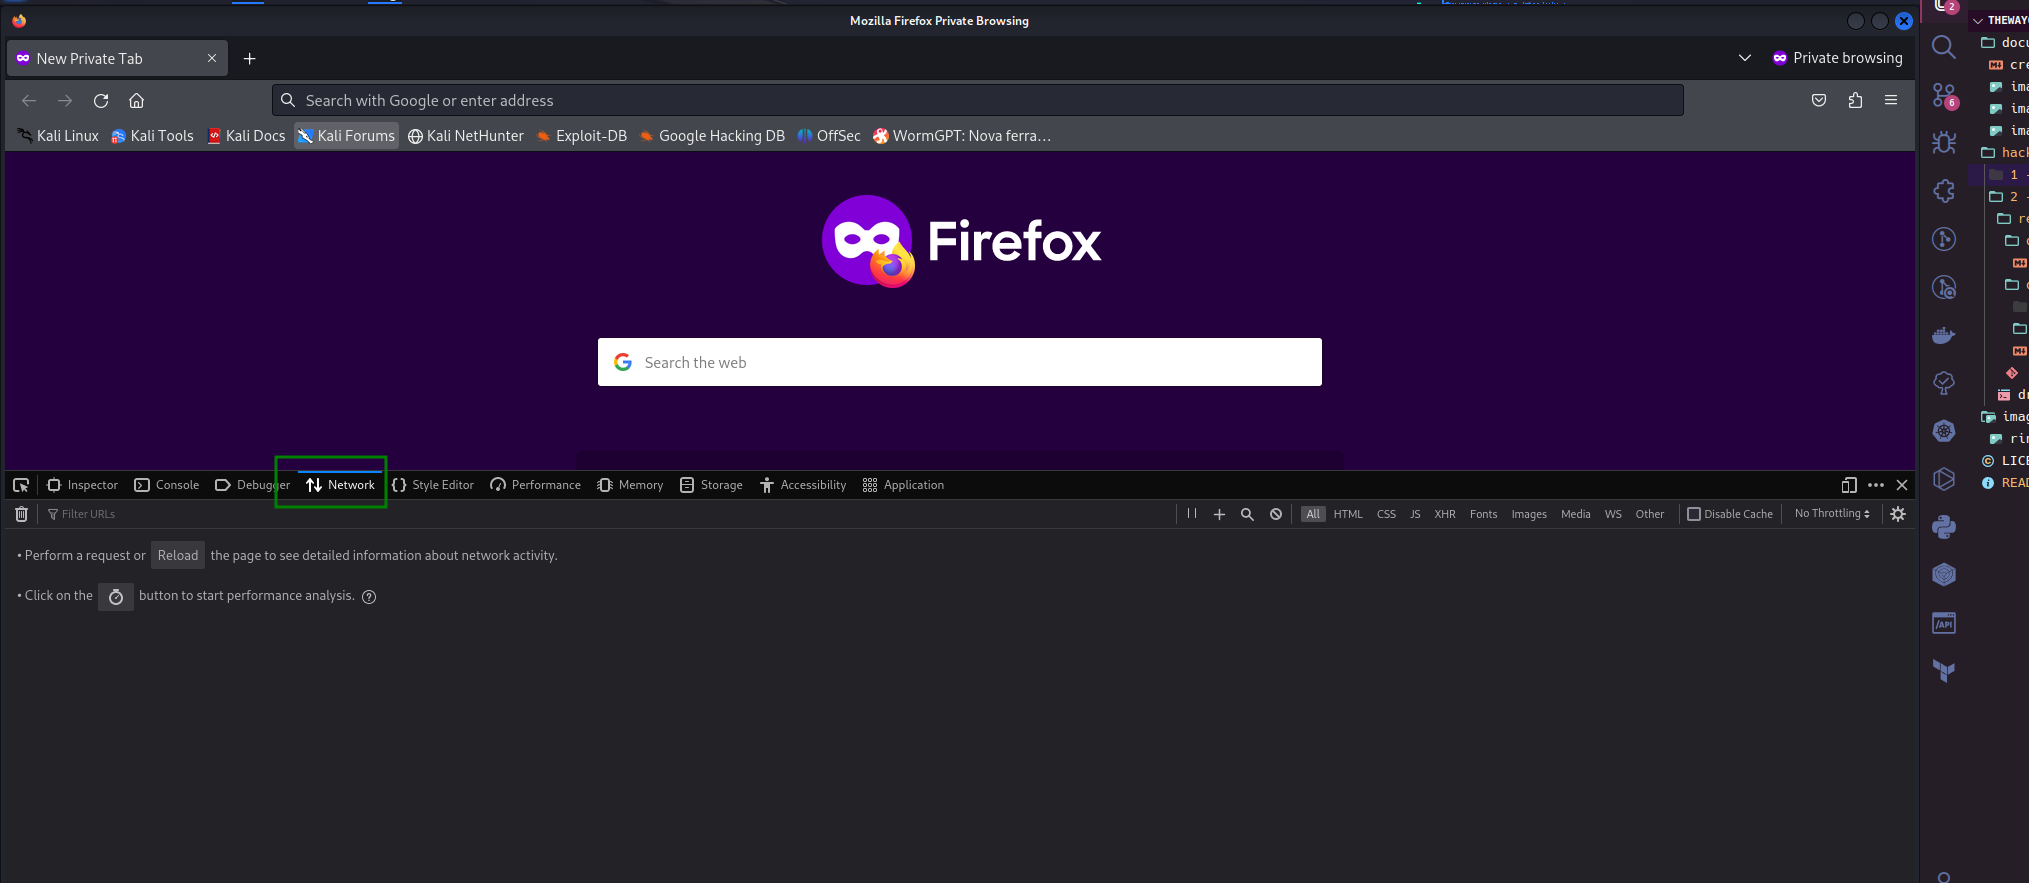 Mozilla Firefox Private Browsing
New Private Tab
Private browsing
Search with Google or enter address
Kali Linux Kali Tools Kali Docs Kali Forums Kali NetHunter Exploit-DB Google Hacking DB OffSec WormGPT: Nova ferra…
Firefox
Search the web
Inspector Console Debugger Network Style Editor Performance Memory Storage Accessibility Application
Filter URLs
All HTML CSS JS XHR Fonts Images Media WS Other Disable Cache No Throttling
• Perform a request or Reload the page to see detailed information about network activity.
• Click on the button to start performance analysis.
2
6
/API
THEWAY
docu
cre
ima
ima
ima
hack
1 -
2 -
re
dr
imag
rin
LICE
READ